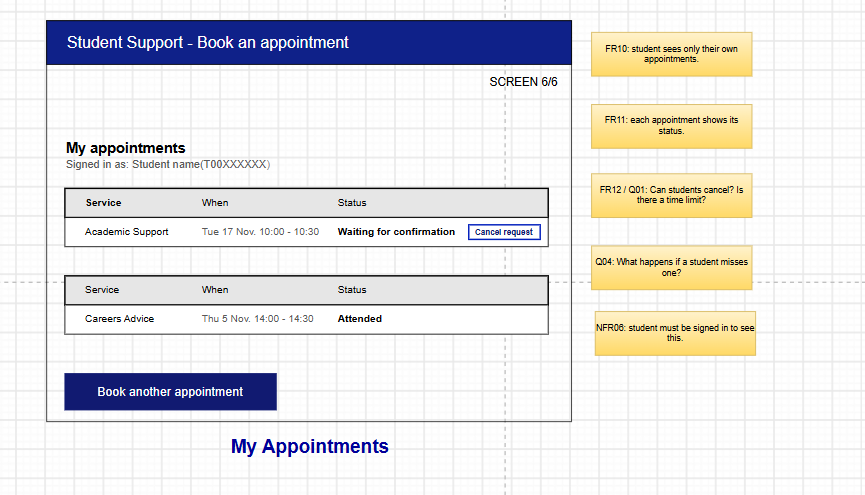 Student Support - Book an appointment
SCREEN 6/6
My appointments
Signed in as: Student name(T00XXXXXX)
Service When Status
Academic Support Tue 17 Nov. 10:00 - 10:30 Waiting for confirmation Cancel request
Service When Status
Careers Advice Thu 5 Nov. 14:00 - 14:30 Attended
Book another appointment
My Appointments
FR10: student sees only their own
appointments.
FR11: each appointment shows its
status.
FR12 / Q01: Can students cancel? Is
there a time limit?
Q04: What happens if a student misses
one?
NFR06: student must be signed in to see
this.